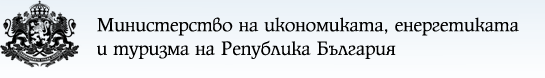 Министерство на икономиката, енергетиката
и туризма на Република България